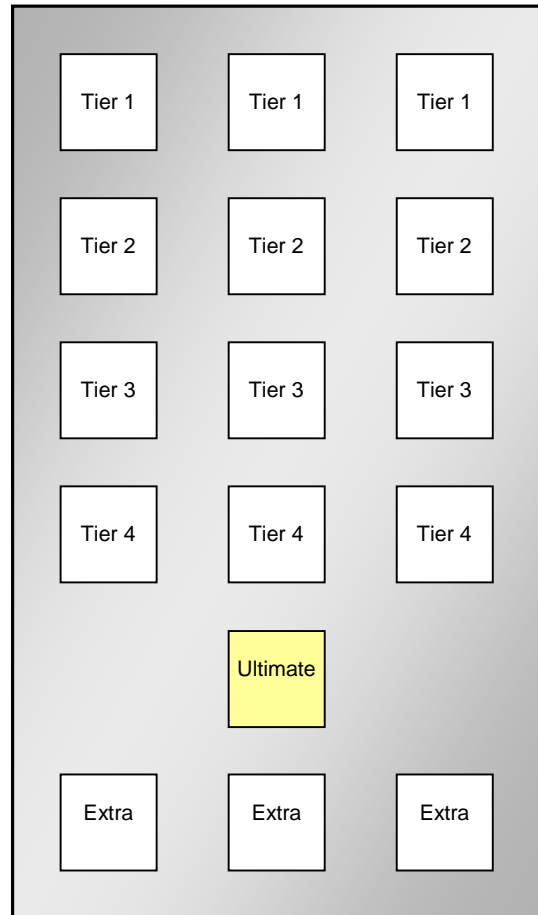 Tier 1 Tier 1 Tier 1
Tier 2 Tier 2 Tier 2
Tier 3 Tier 3 Tier 3
Tier 4 Tier 4 Tier 4
Ultimate
Extra Extra Extra